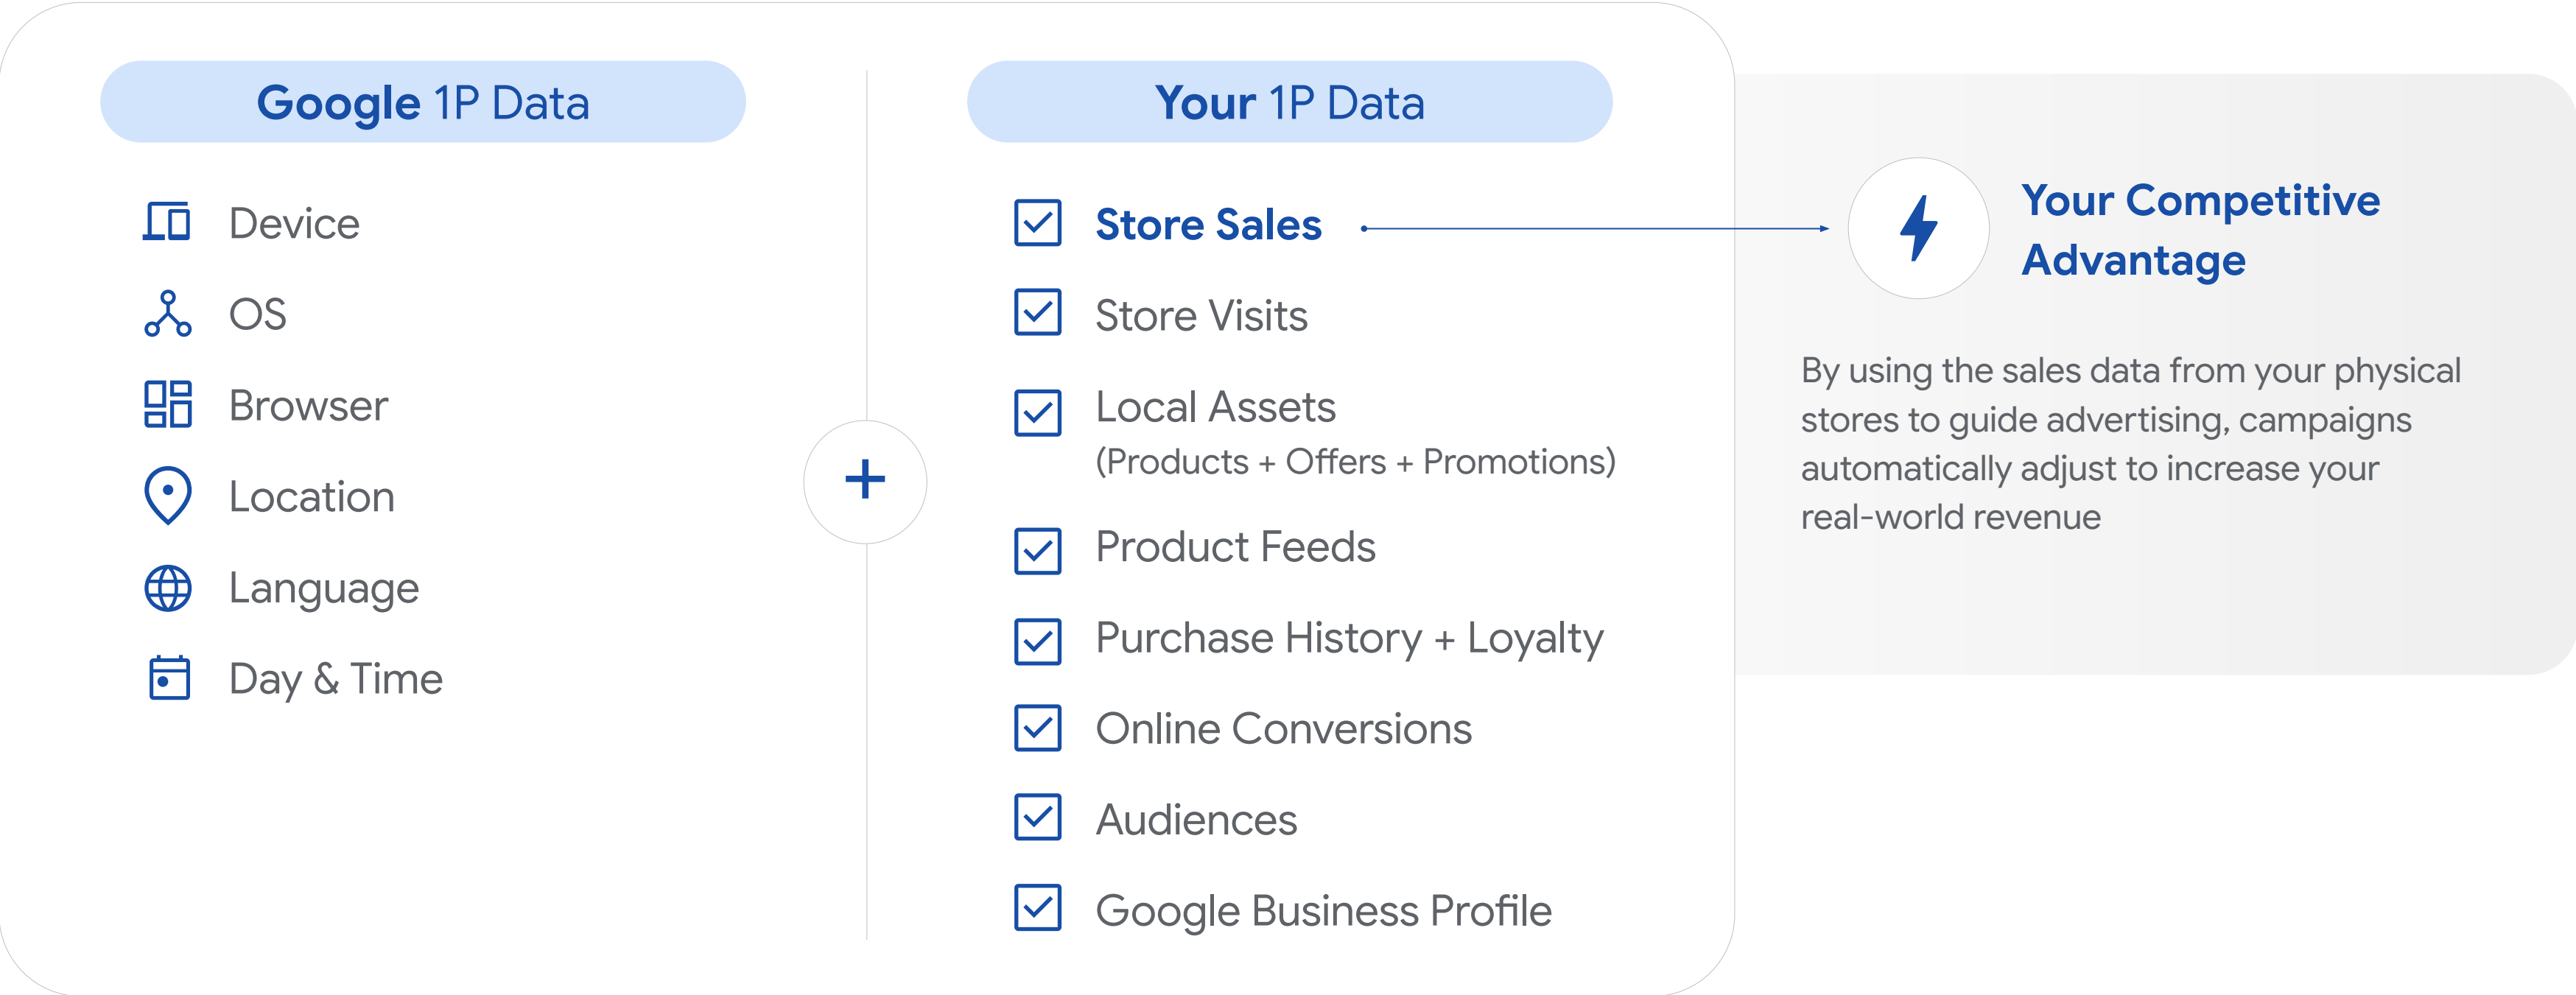 Google 1P Data
Device
OS
Browser
Location
Language
Day & Time
+
Your 1P Data
Store Sales
Store Visits
Local Assets
(Products + Offers + Promotions)
Product Feeds
Purchase History + Loyalty
Online Conversions
Audiences
Google Business Profile
Your Competitive
Advantage
By using the sales data from your physical
stores to guide advertising, campaigns
automatically adjust to increase your
real-world revenue